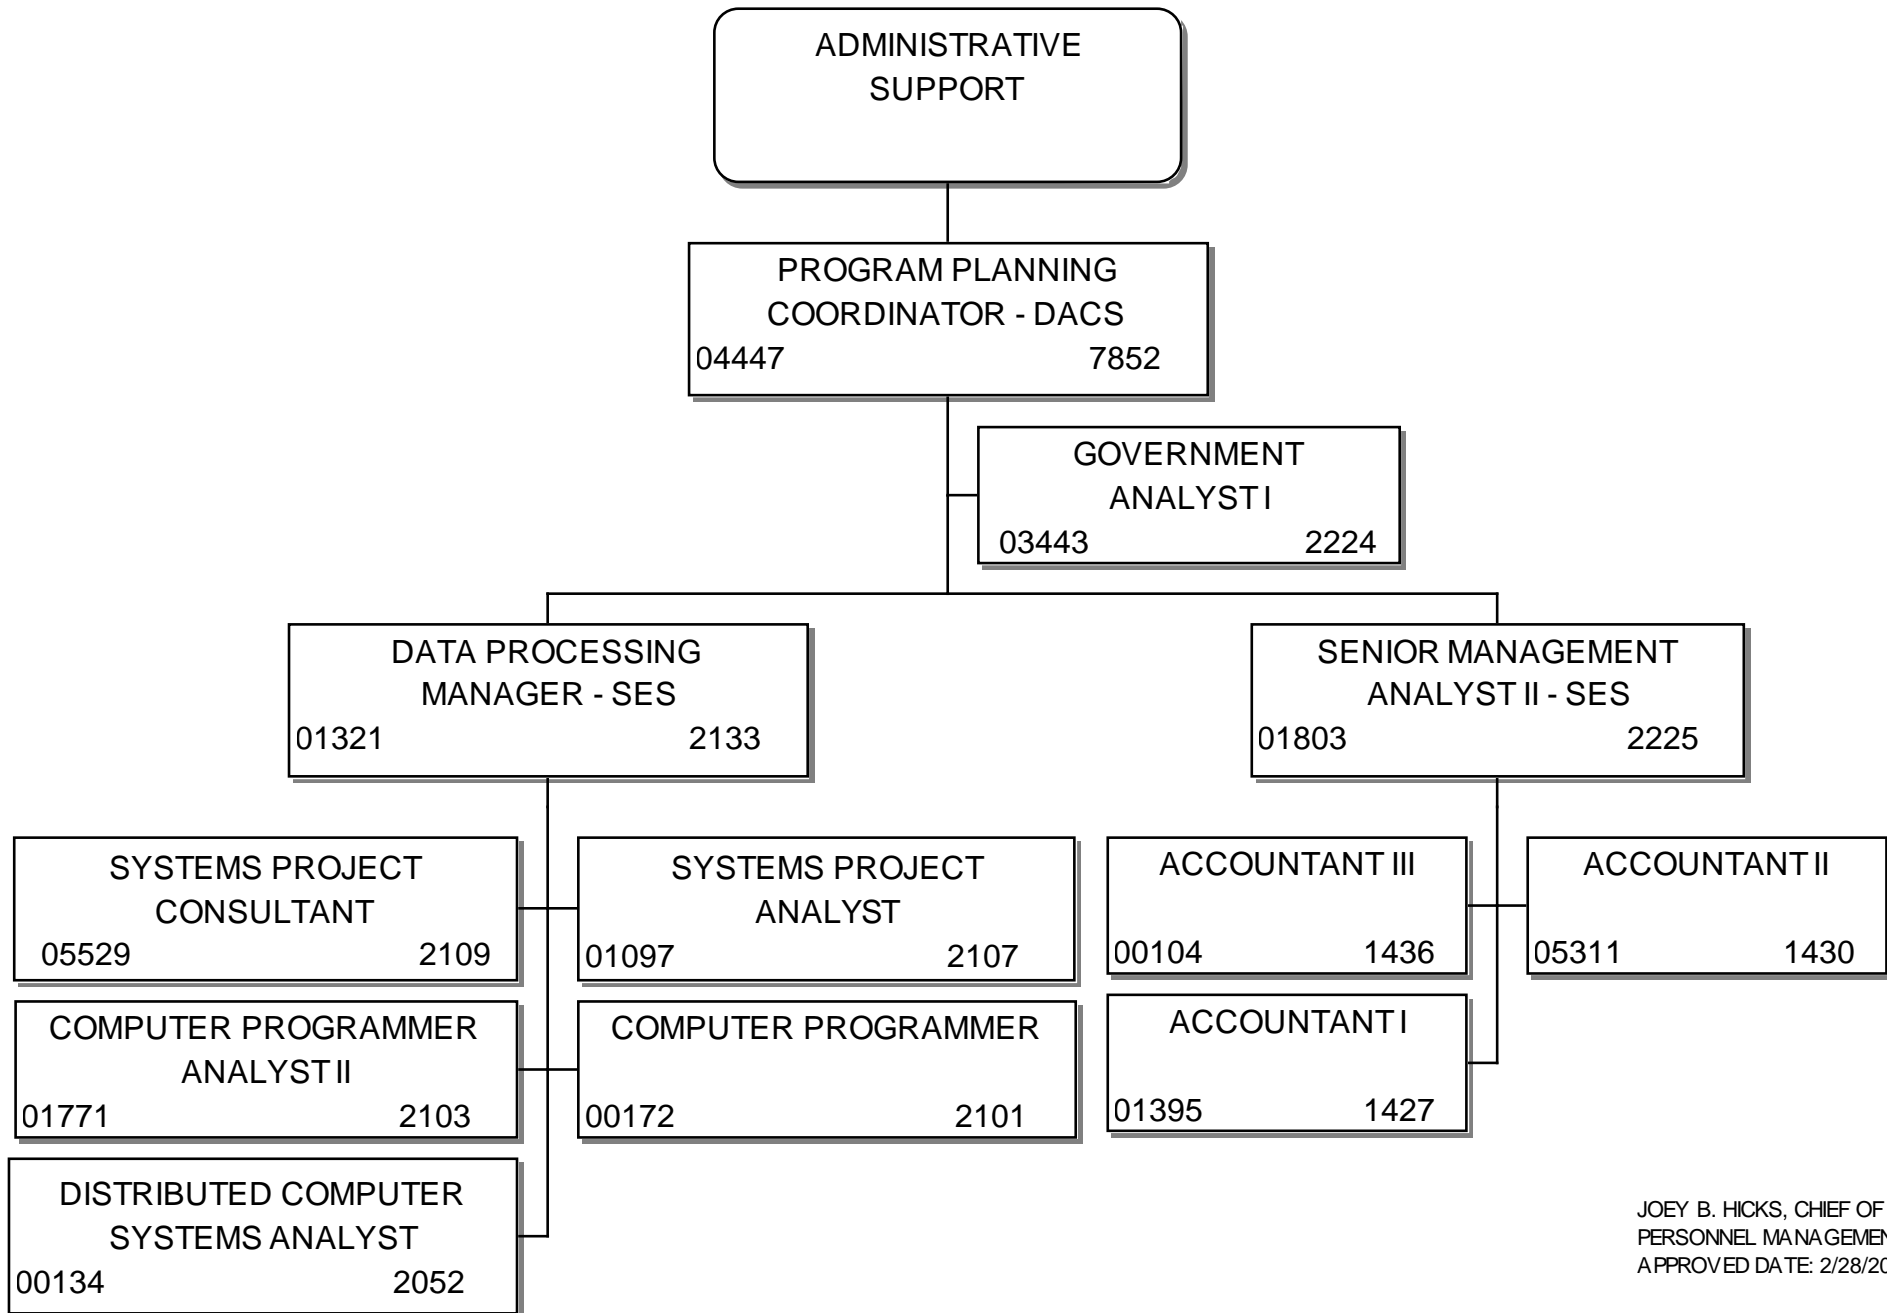 ADMINISTRATIVE
SUPPORT
PROGRAM PLANNING
COORDINATOR - DACS
04447 7852
GOVERNMENT
ANALYST I
03443 2224
DATA PROCESSING
MANAGER - SES
01321 2133
SENIOR MANAGEMENT
ANALYST II - SES
01803 2225
SYSTEMS PROJECT
CONSULTANT
05529 2109
SYSTEMS PROJECT
ANALYST
01097 2107
COMPUTER PROGRAMMER
ANALYST II
01771 2103
COMPUTER PROGRAMMER
00172 2101
DISTRIBUTED COMPUTER
SYSTEMS ANALYST
00134 2052
ACCOUNTANT III
00104 1436
ACCOUNTANT II
05311 1430
ACCOUNTANT I
01395 1427
JOEY B. HICKS, CHIEF OF
PERSONNEL
APPROVED DATE: